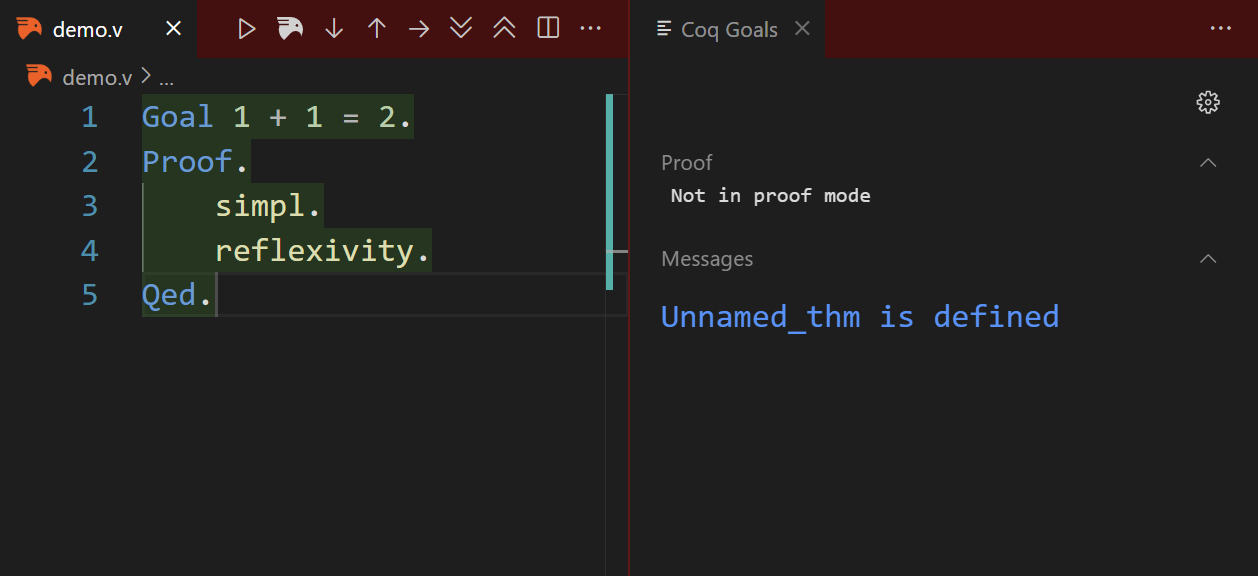 demo.v
Coq Goals
demo.v > ...
1 Goal 1 + 1 = 2.
2 Proof.
3     simpl.
4     reflexivity.
5 Qed.
Proof
Not in proof mode
Messages
Unnamed_thm is defined